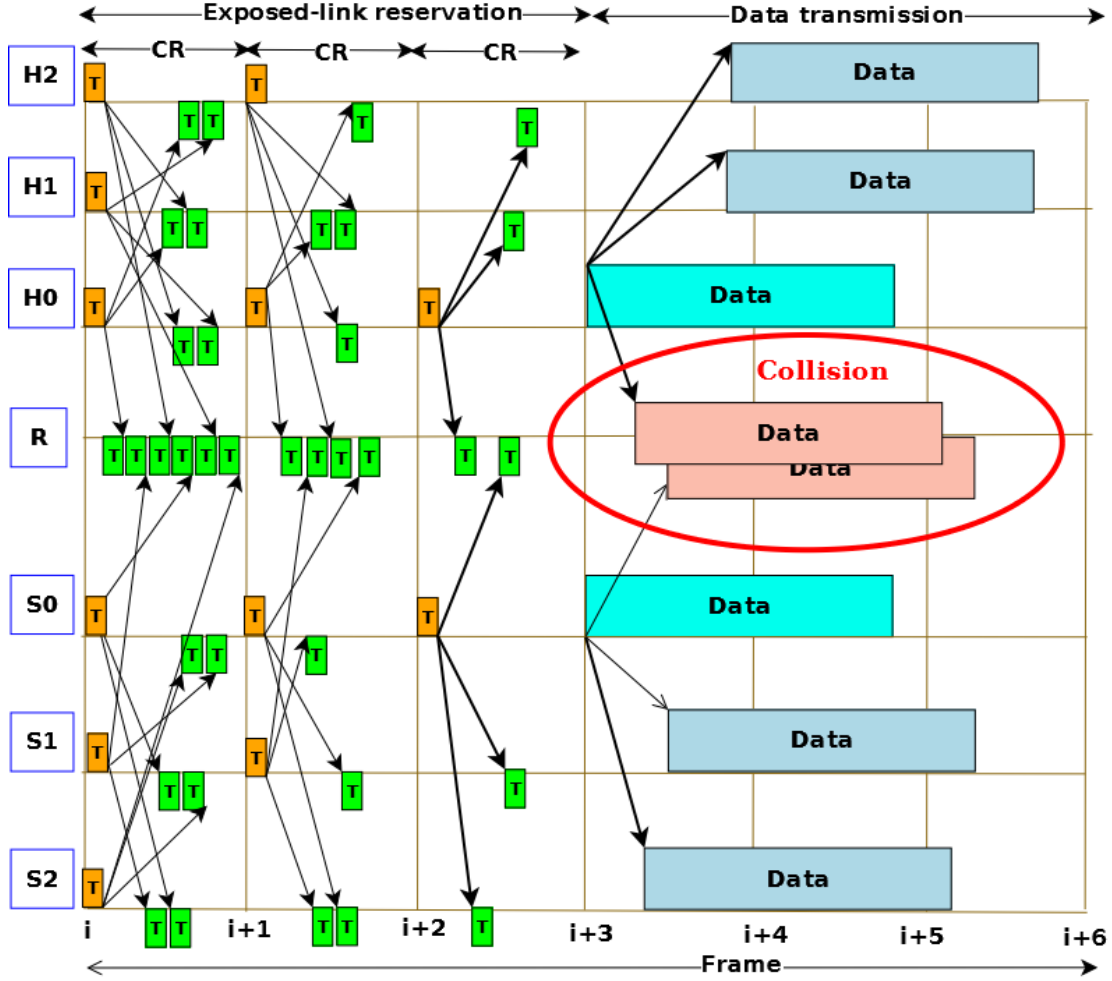 Exposed-link reservation Data transmission
CR CR CR
H2 T T Data
T T T T
H1 T Data
T T T T T
H0 T T T Data
T T T
Collision
R Data
T T T T T T T T T T T T Data
S0 T T T Data
T T T
S1 T T Data
T T T T
S2 T Data
T T T T T
i i+1 i+2 i+3 i+4 i+5 i+6
Frame